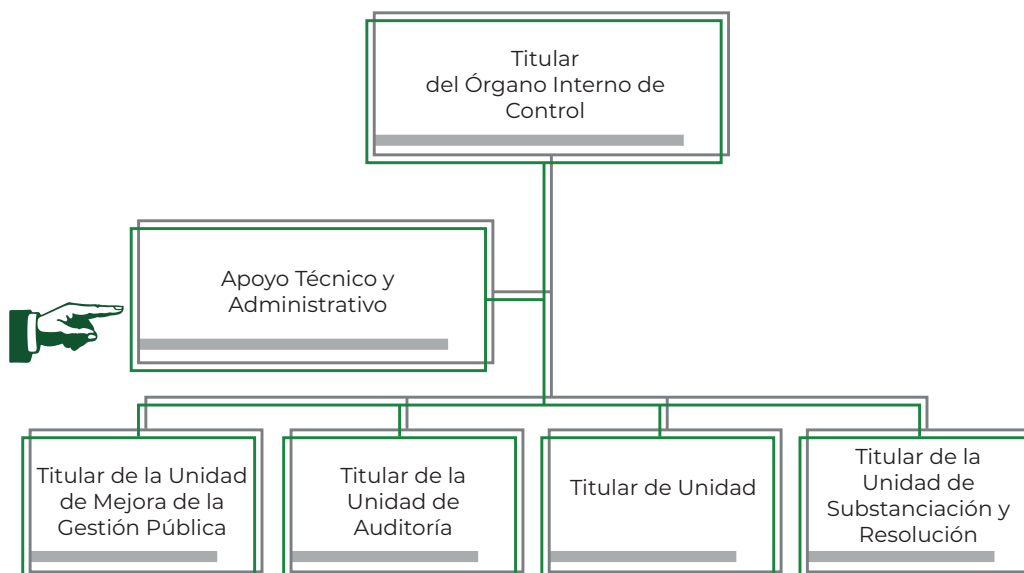 Titular
del Órgano Interno de
Control
Apoyo Técnico y
Administrativo
Titular de la Unidad
de Mejora de la
Gestión Pública
Titular de la
Unidad de
Auditoría
Titular de Unidad
Titular de la
Unidad de
Substanciación y
Resolución